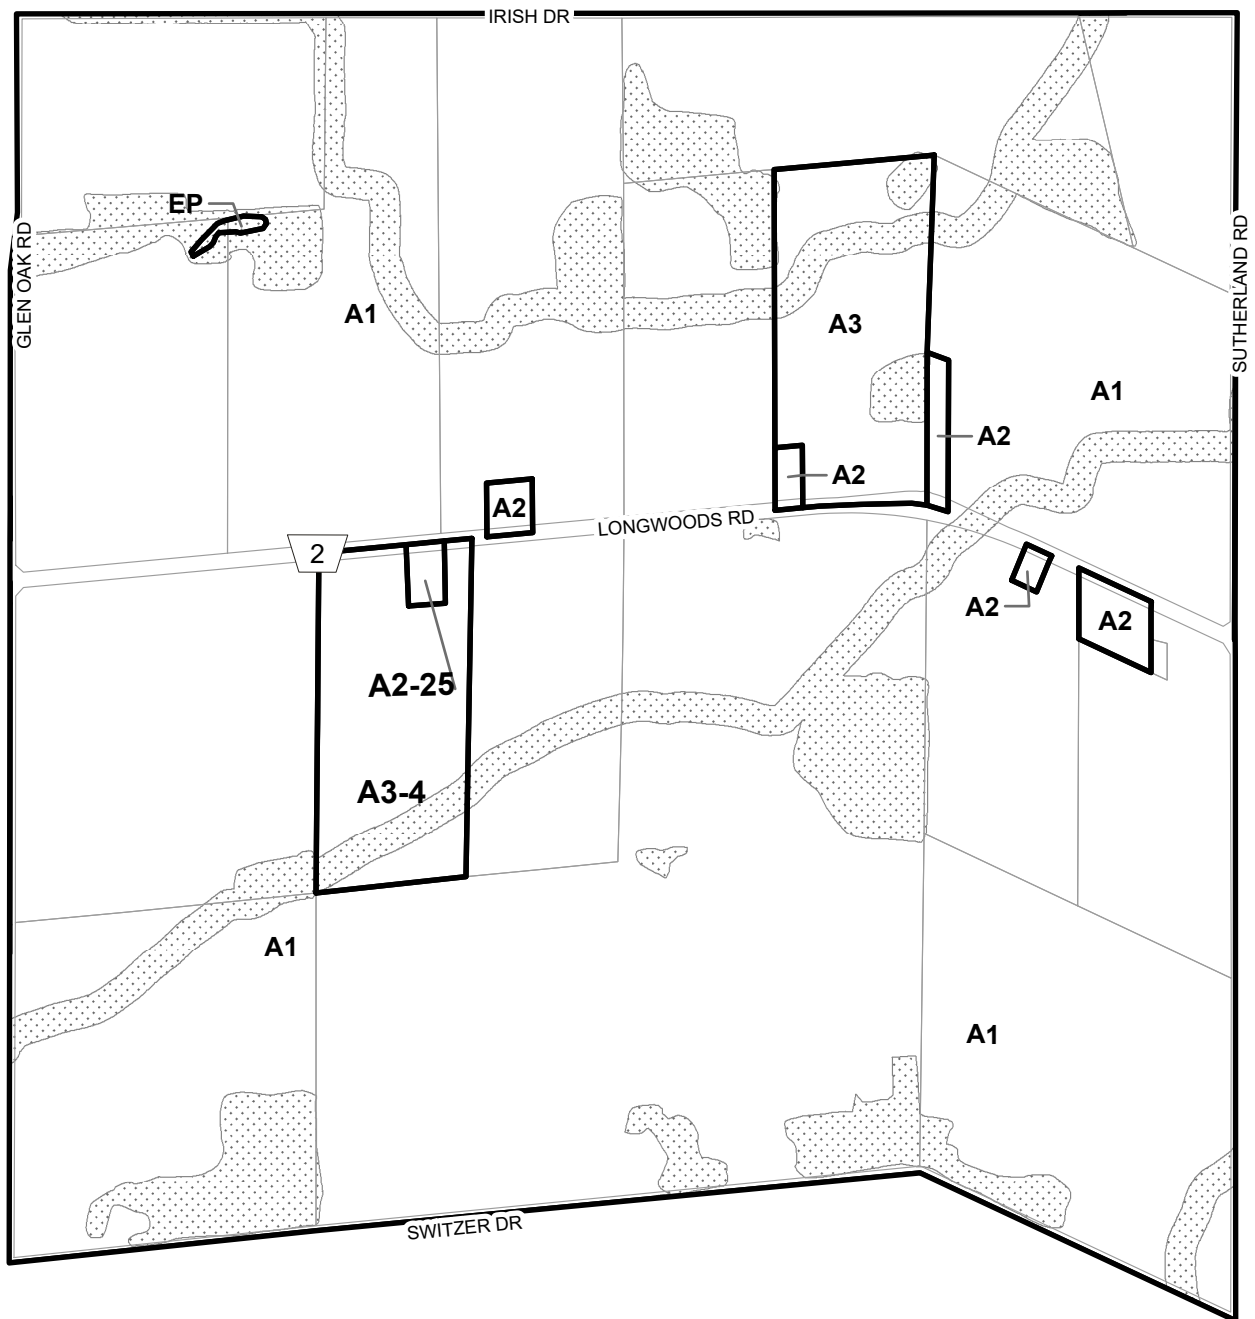 IRISH DR
EP
GLEN OAK RD
SUTHERLAND RD
A1
A3
A1
A2
A2
A2
LONGWOODS RD
2
A2
A2
A2-25
A3-4
A1
A1
SWITZER DR